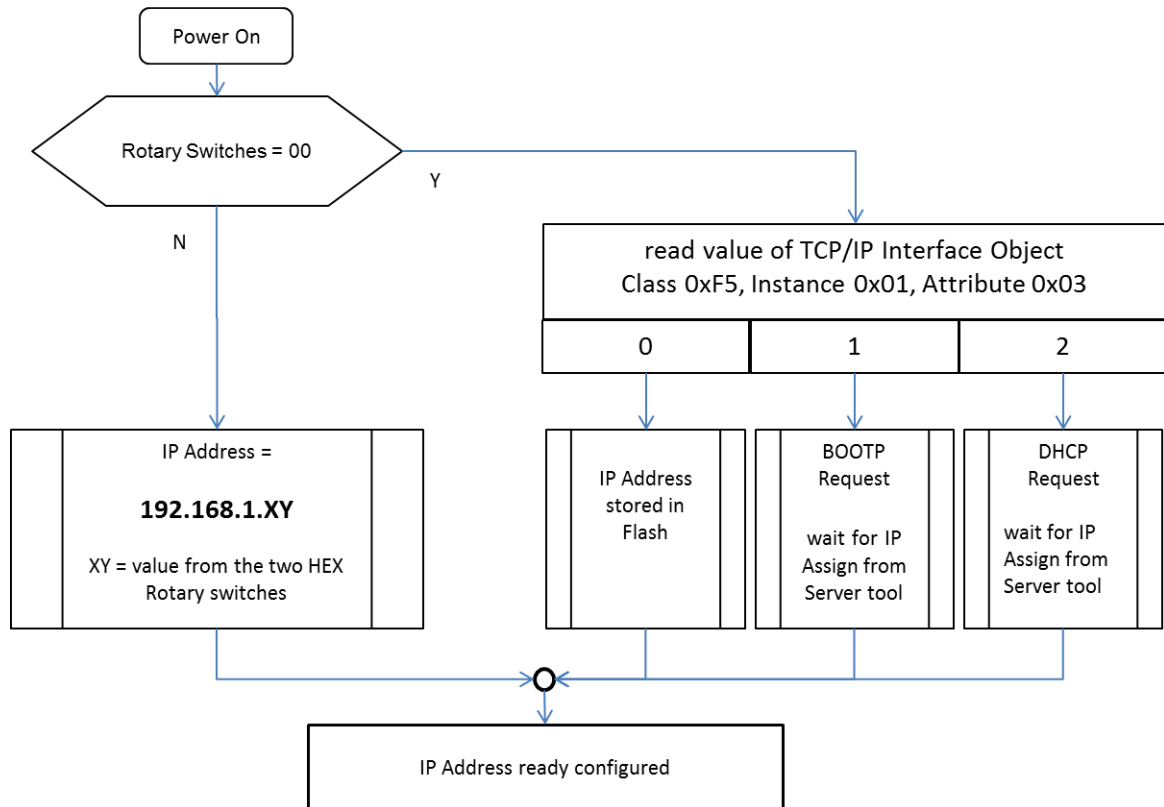 Power On
Rotary Switches = 00
Y
N
read value of TCP/IP Interface Object
Class 0xF5, Instance 0x01, Attribute 0x03
0
1
2
IP Address =
192.168.1.XY
XY = value from the two HEX
Rotary switches
IP Address
stored in
Flash
BOOTP
Request
wait for IP
Assign from
Server tool
DHCP
Request
wait for IP
Assign from
Server tool
IP Address ready configured